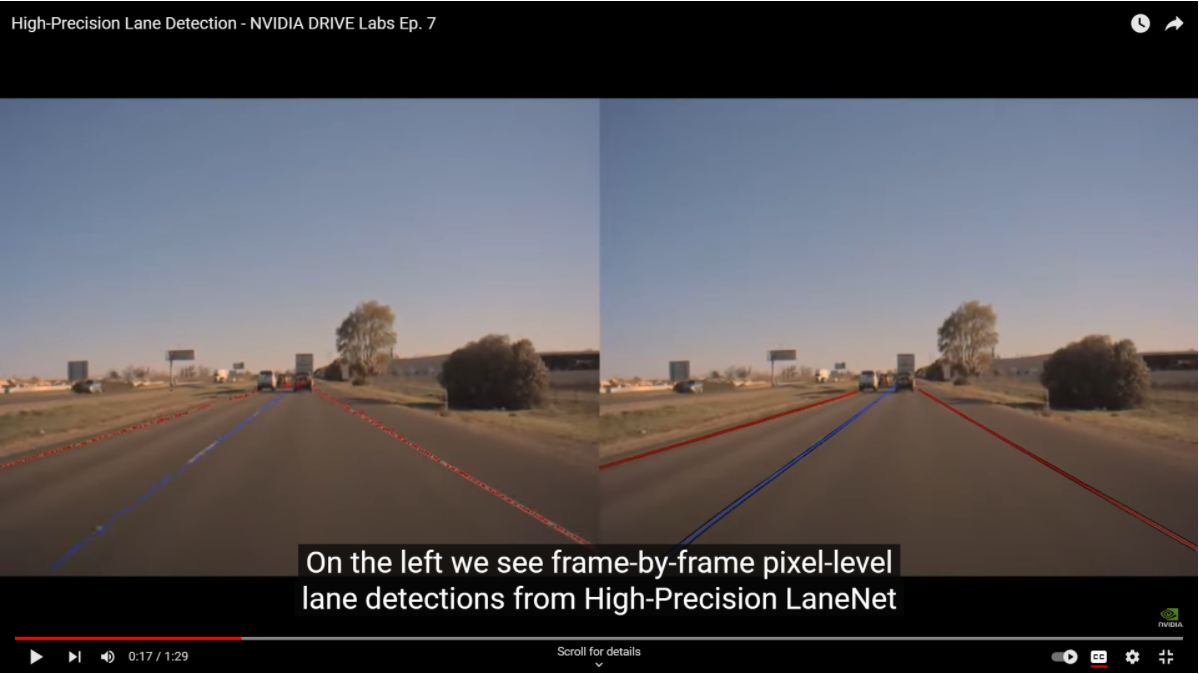 High-Precision Lane Detection - NVIDIA DRIVE Labs Ep. 7
On the left we see frame-by-frame pixel-level
lane detections from High-Precision LaneNet
NVIDIA.
0:17 / 1:29
Scroll for details
CC